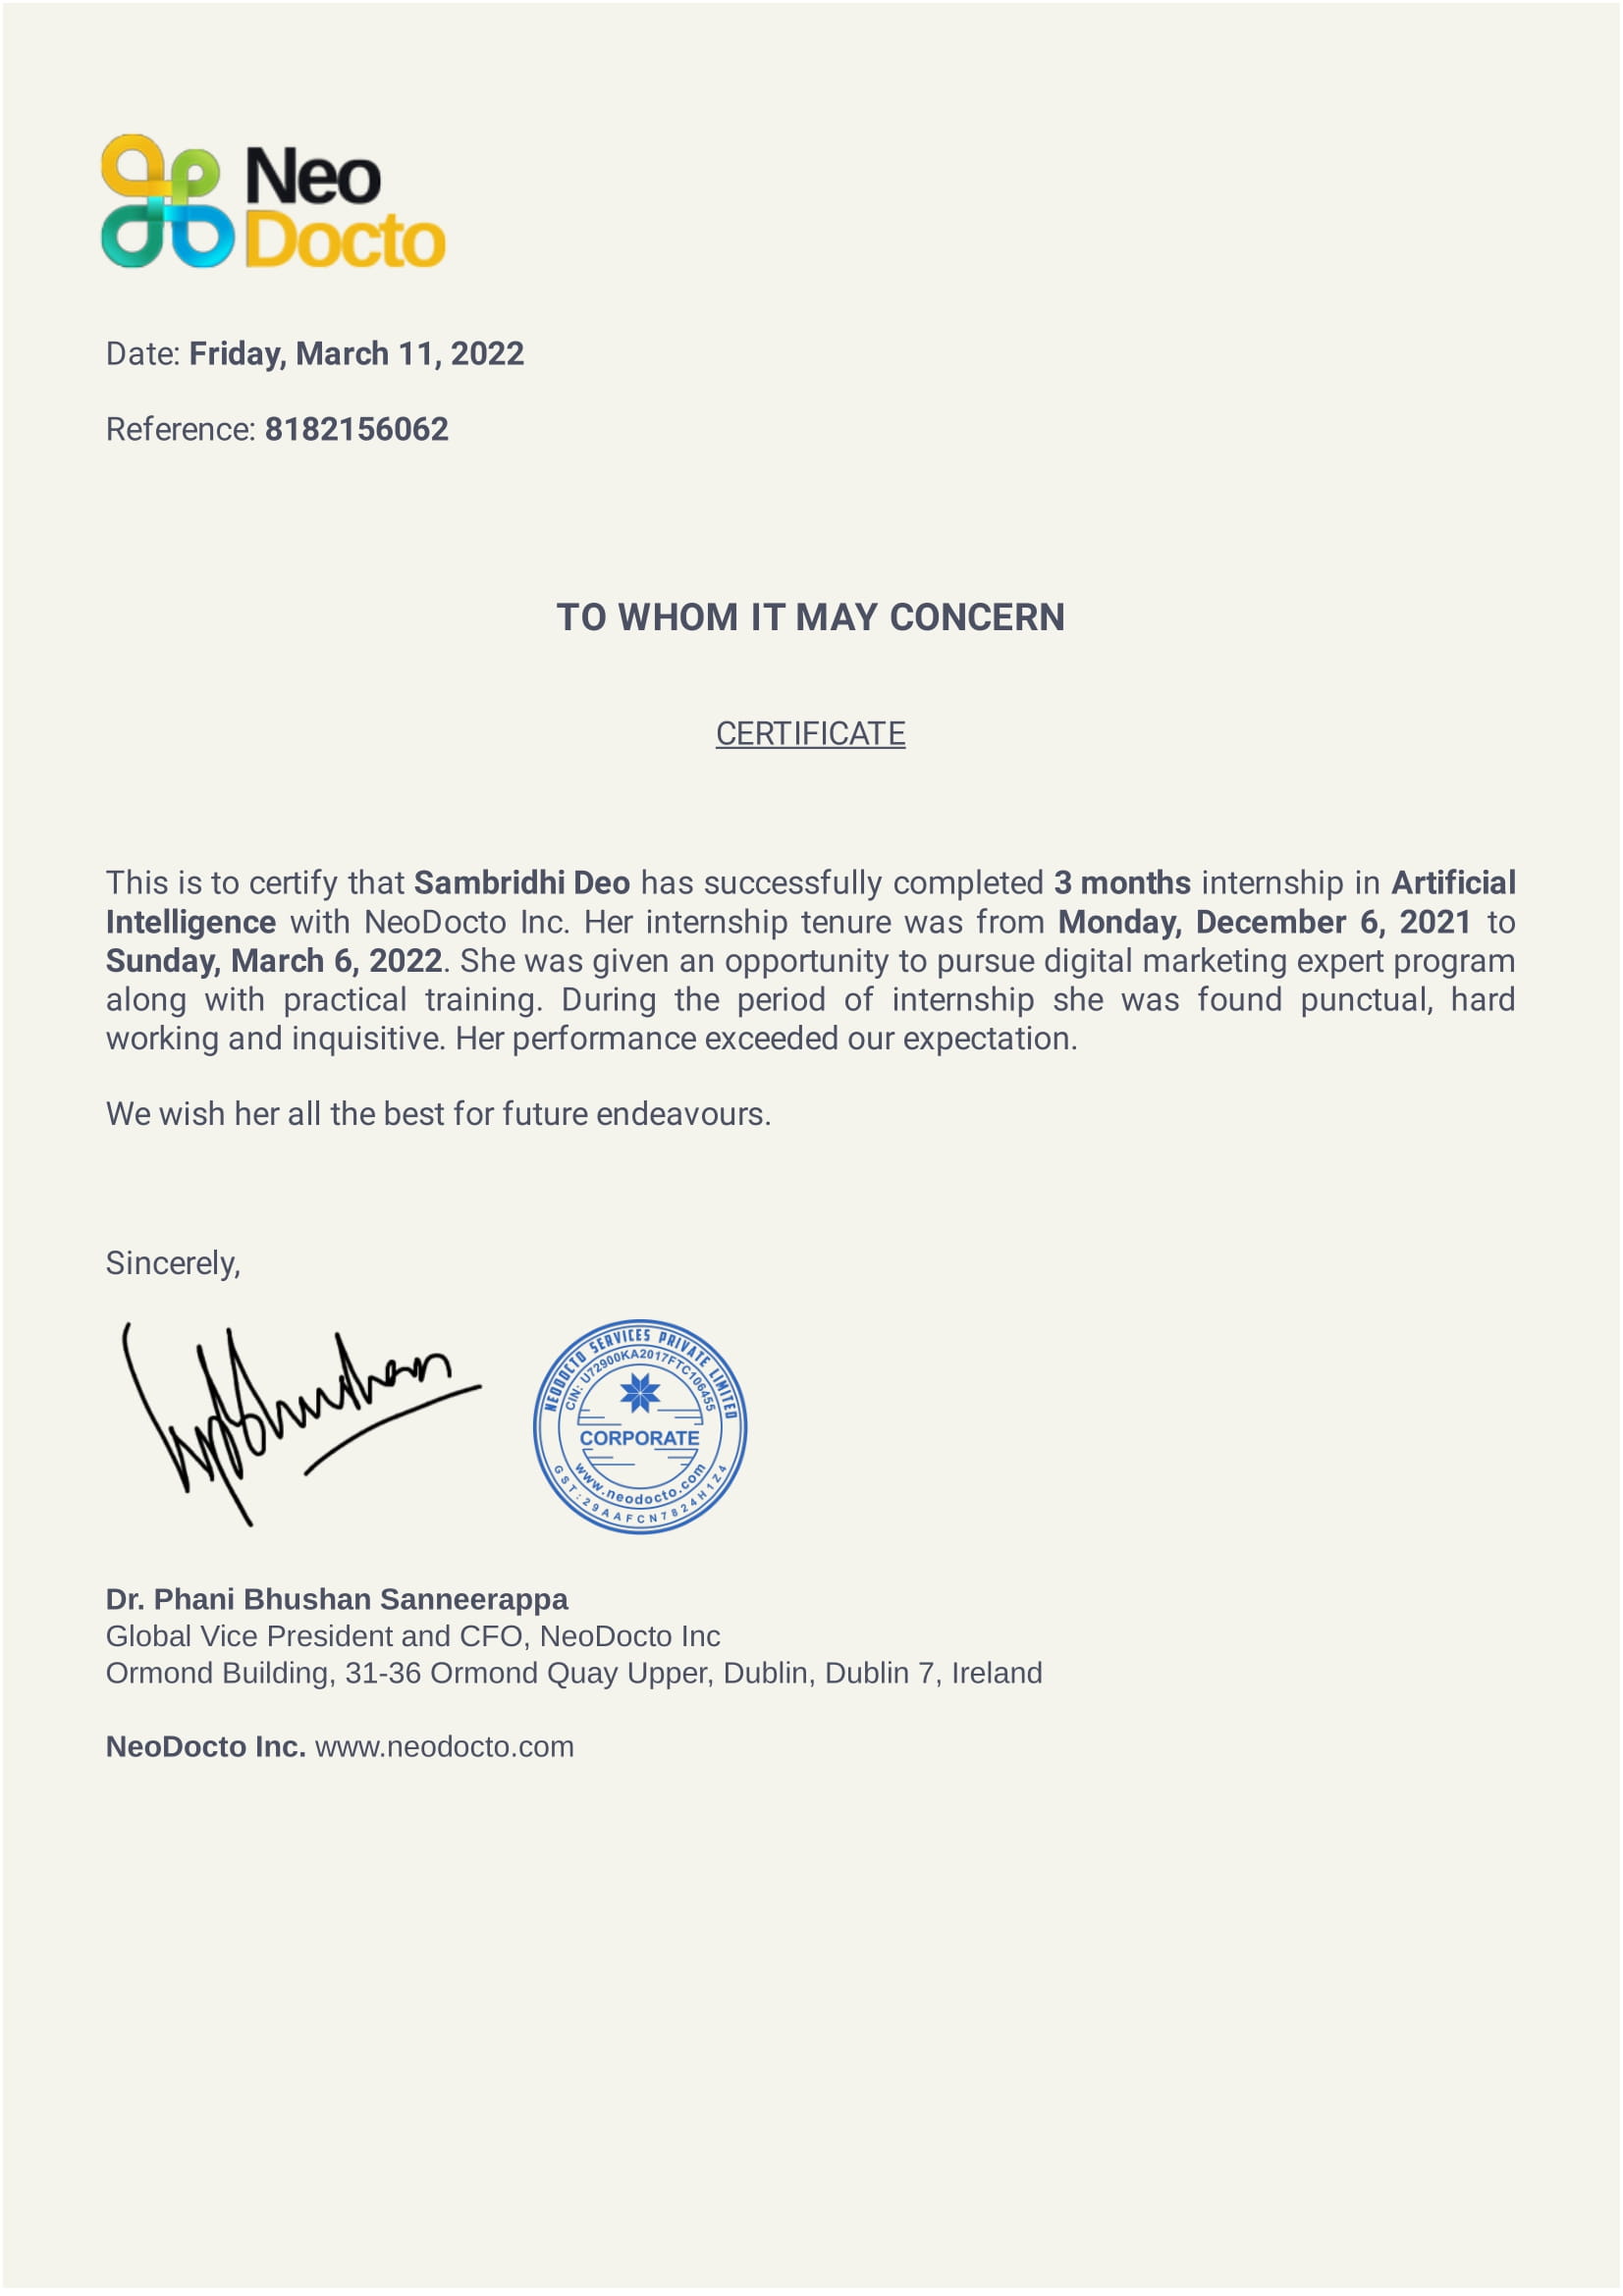 Neo
Docto
Date: Friday, March 11, 2022
Reference: 8182156062
TO WHOM IT MAY CONCERN
CERTIFICATE
This is to certify that Sambridhi Deo has successfully completed 3 months internship in Artificial
Intelligence with NeoDocto Inc. Her internship tenure was from Monday, December 6, 2021 to
Sunday, March 6, 2022. She was given an opportunity to pursue digital marketing expert program
along with practical training. During the period of internship she was found punctual, hard
working and inquisitive. Her performance exceeded our expectation.
We wish her all the best for future endeavours.
Sincerely,
NEODOCTO SERVICES PRIVATE LIMITED
CIN: U72900KA2017FTC106455
CORPORATE
www.neodocto.com
GST:29AAFCN7824H1Z4
Dr. Phani Bhushan Sanneerappa
Global Vice President and CFO, NeoDocto Inc
Ormond Building, 31-36 Ormond Quay Upper, Dublin, Dublin 7, Ireland
NeoDocto Inc. www.neodocto.com